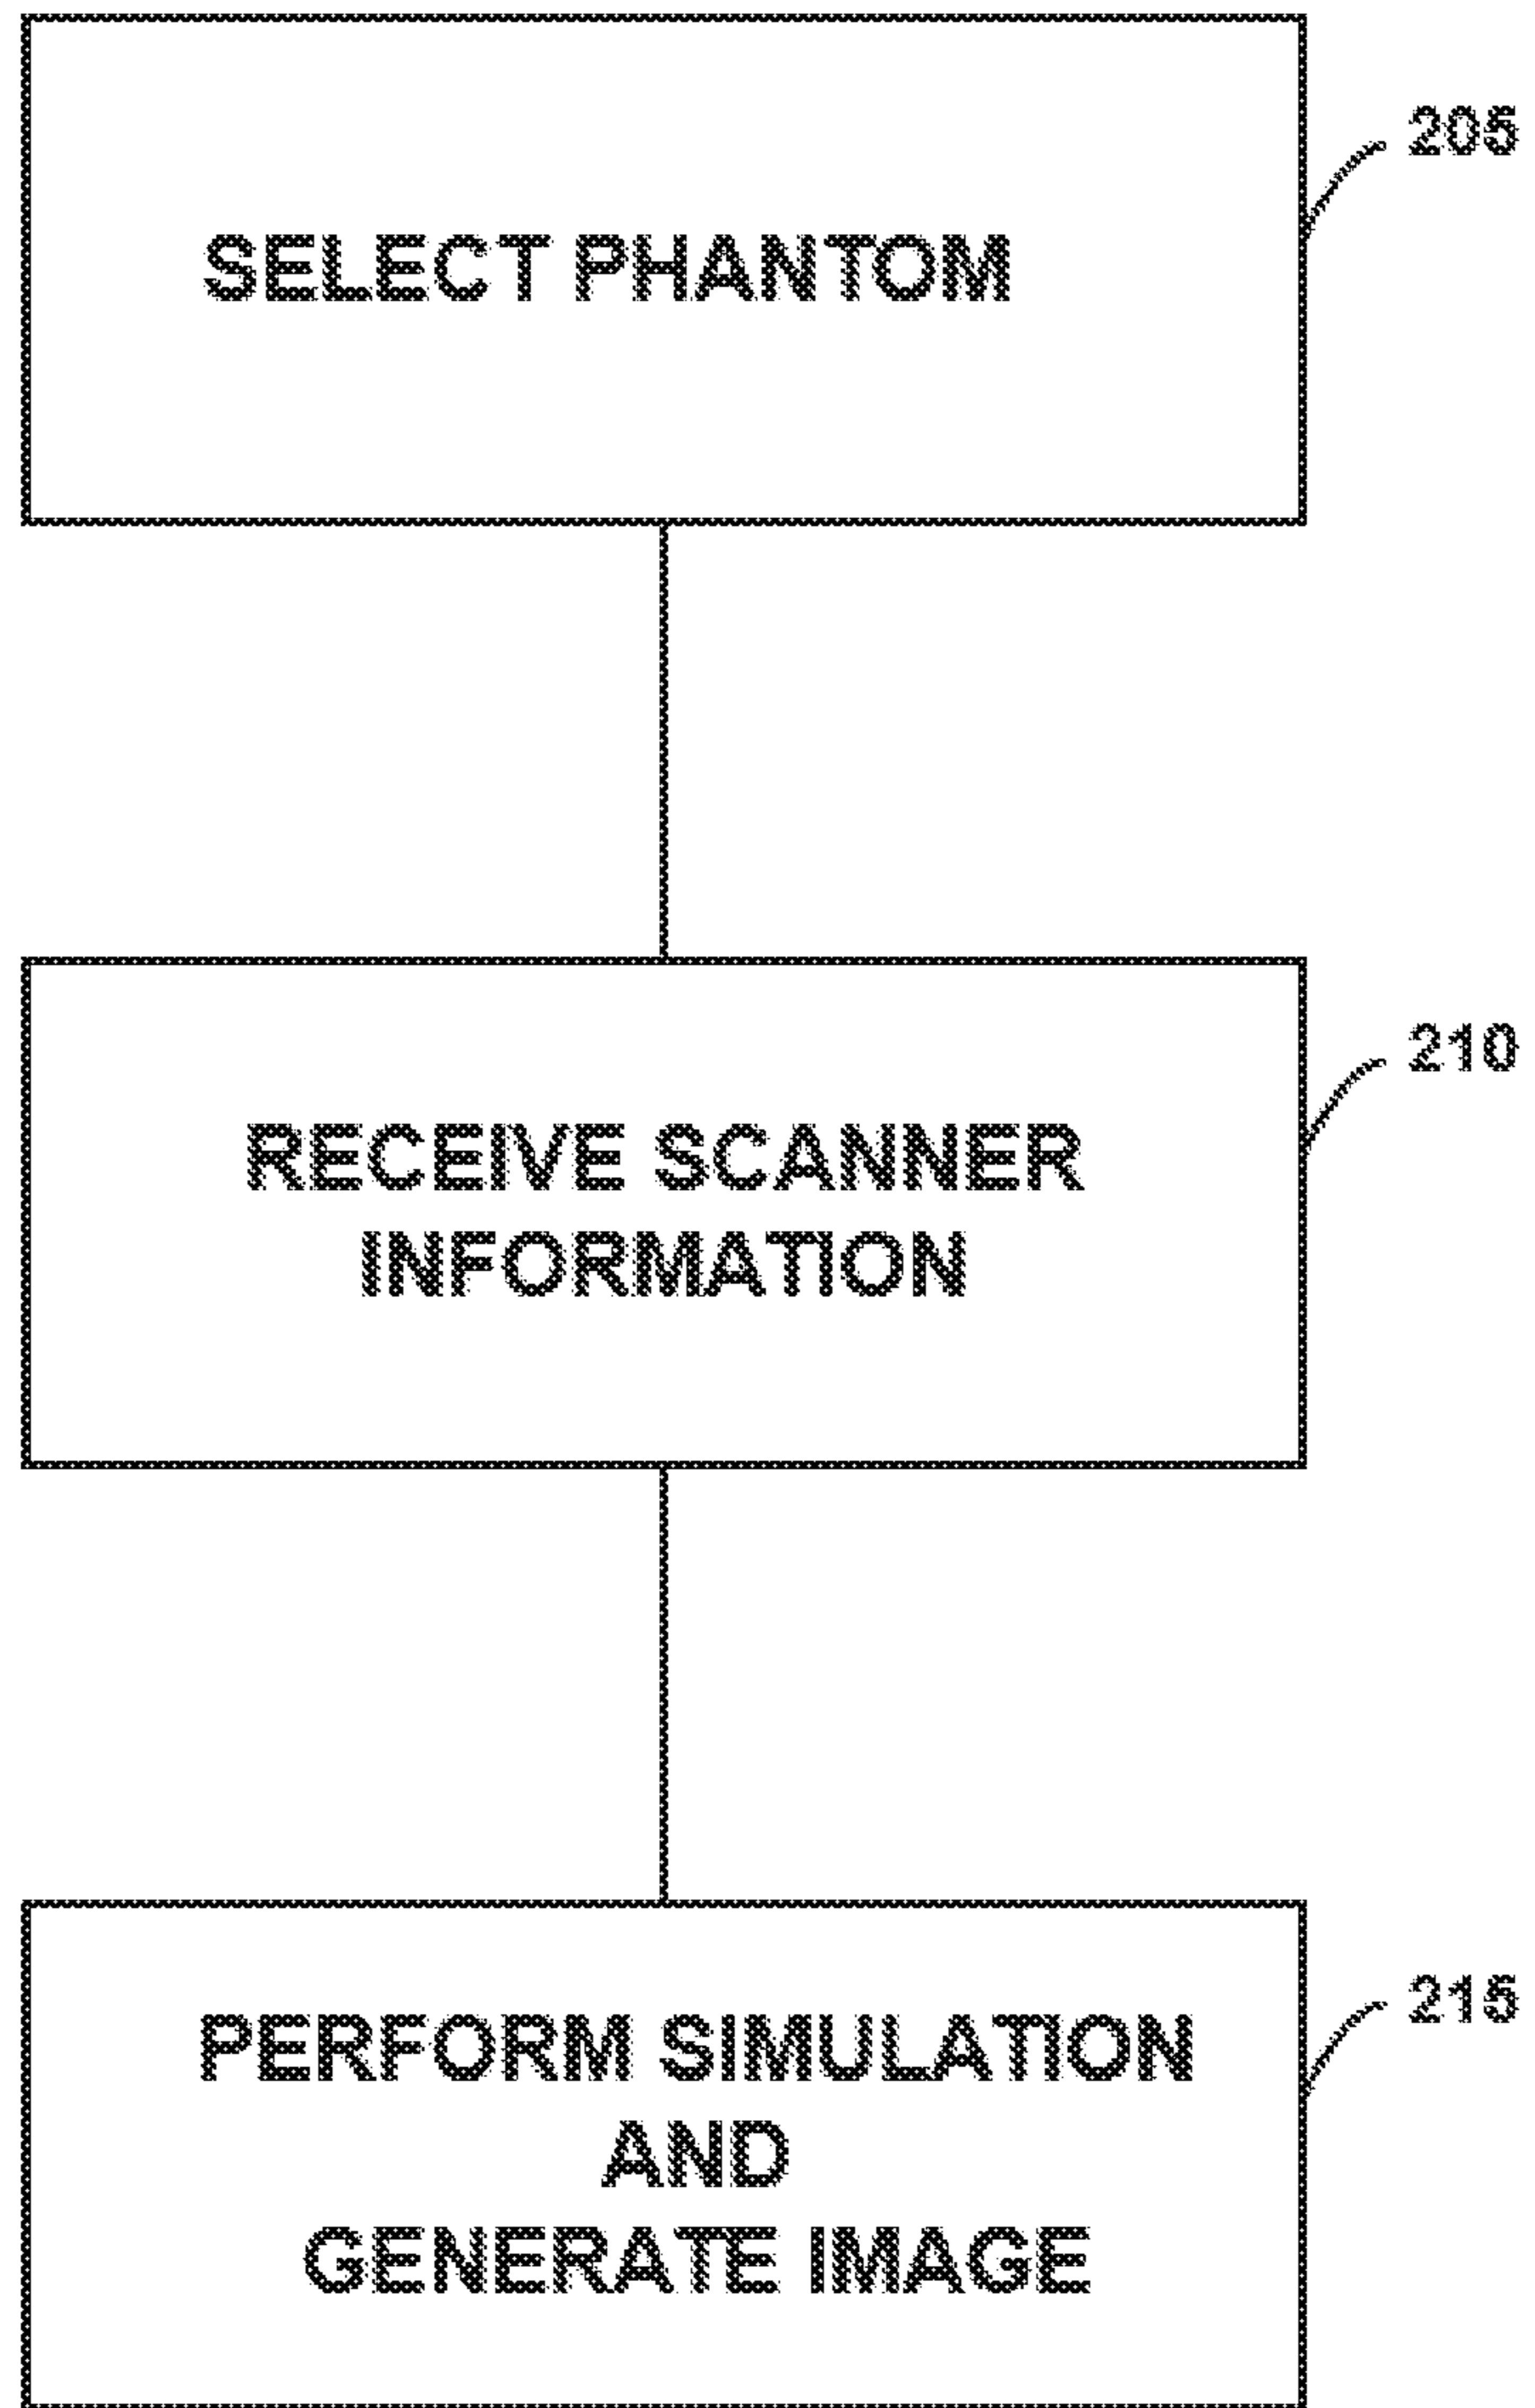 205
SELECT PHANTOM
210
RECEIVE SCANNER
INFORMATION
215
PERFORM SIMULATION
AND
GENERATE IMAGE